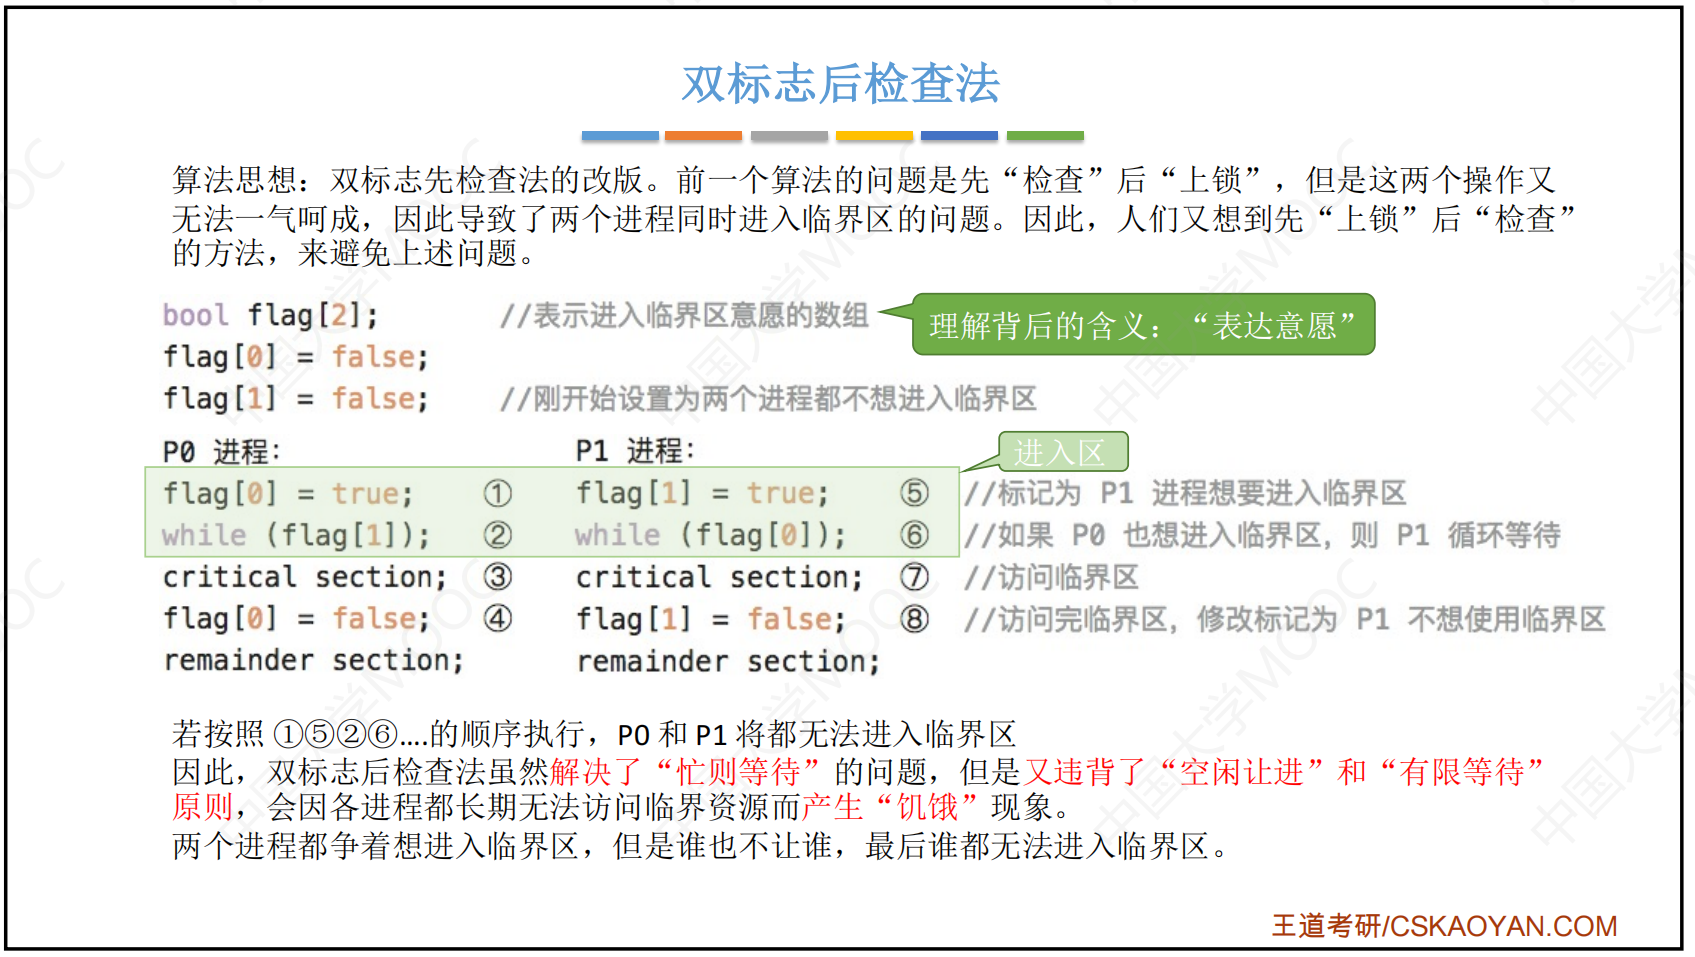 双标志后检查法
算法思想：双标志先检查法的改版。前一个算法的问题是先“检查”后“上锁”，但是这两个操作又
无法一气呵成，因此导致了两个进程同时进入临界区的问题。因此，人们又想到先“上锁”后“检查”
的方法，来避免上述问题。
bool flag[2]; //表示进入临界区意愿的数组
理解背后的含义：“表达意愿”
flag[0] = false;
flag[1] = false; //刚开始设置为两个进程都不想进入临界区
P0 进程： P1 进程：
进入区
flag[0] = true; ① flag[1] = true; ⑤ //标记为 P1 进程想要进入临界区
while (flag[1]); ② while (flag[0]); ⑥ //如果 P0 也想进入临界区，则 P1 循环等待
critical section; ③ critical section; ⑦ //访问临界区
flag[0] = false; ④ flag[1] = false; ⑧ //访问完临界区，修改标记为 P1 不想使用临界区
remainder section; remainder section;
若按照 ①⑤②⑥....的顺序执行，P0 和 P1 将都无法进入临界区
因此，双标志后检查法虽然解决了“忙则等待”的问题，但是又违背了“空闲让进”和“有限等待”
原则，会因各进程都长期无法访问临界资源而产生“饥饿”现象。
两个进程都争着想进入临界区，但是谁也不让谁，最后谁都无法进入临界区。
王道考研/CSKAOYAN.COM
中国大学MOOC